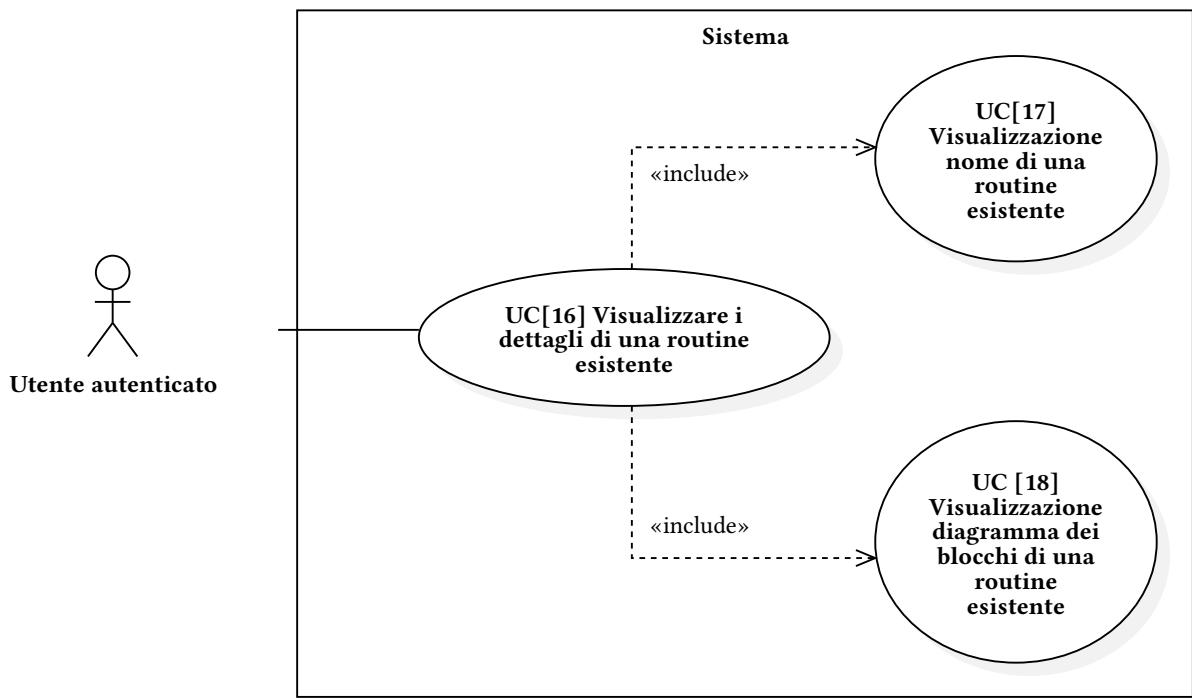 Sistema
UC[17]
Visualizzazione
nome di una
routine
esistente
«include»
UC[16] Visualizzare i
dettagli di una routine
esistente
Utente autenticato
«include»
UC [18]
Visualizzazione
diagramma dei
blocchi di una
routine
esistente